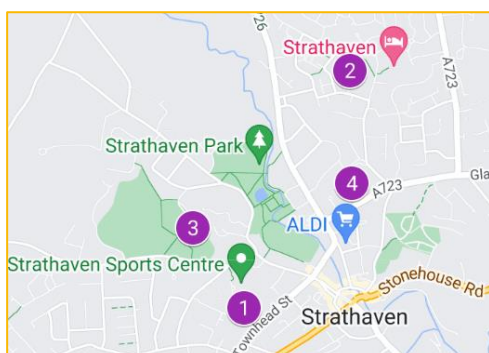 726
Strathaven
2
A723
Strathaven Park
4
A723
Gla
ALDI
3
Strathaven Sports Centre
1
Townhead St
Stonehouse Rd
Strathaven